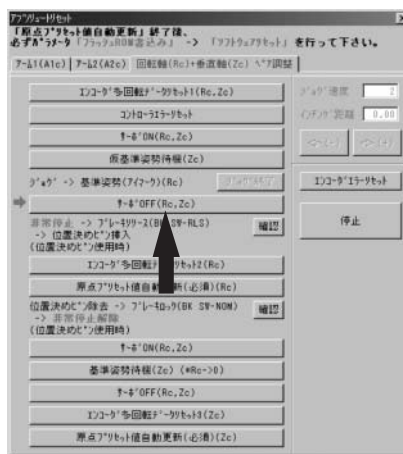 アブソリュートリセット
「原点プリセット値自動更新」終了後、
必ずパラメータ「フラッシュROM書込み」 -> 「ソフトウェアリセット」 を行って下さい。
アーム1(A1c) アーム2(A2c) 回転軸(Rc)+垂直軸(Zc) ペア調整
エンコーダ多回転データリセット1(Rc,Zc)
コントローラエラーリセット
サーボON(Rc,Zc)
仮基準姿勢待機(Zc)
ジョグ -> 基準姿勢(アイマーク)(Rc)
ジョグ終了
サーボOFF(Rc,Zc)
非常停止 -> ブレーキリリース(BK SW-RLS)
-> 位置決めピン挿入
(位置決めピン使用時)
確認
エンコーダ多回転データリセット2(Rc)
原点プリセット値自動更新(必須)(Rc)
位置決めピン除去 -> ブレーキロック(BK SW-NOM)
-> 非常停止解除
(位置決めピン使用時)
確認
サーボON(Rc,Zc)
基準姿勢待機(Zc) (*Rc->0)
サーボOFF(Rc,Zc)
エンコーダ多回転データリセット3(Zc)
原点プリセット値自動更新(必須)(Zc)
ジョグ速度 2
インチング距離 0.00
エンコーダエラーリセット
停止